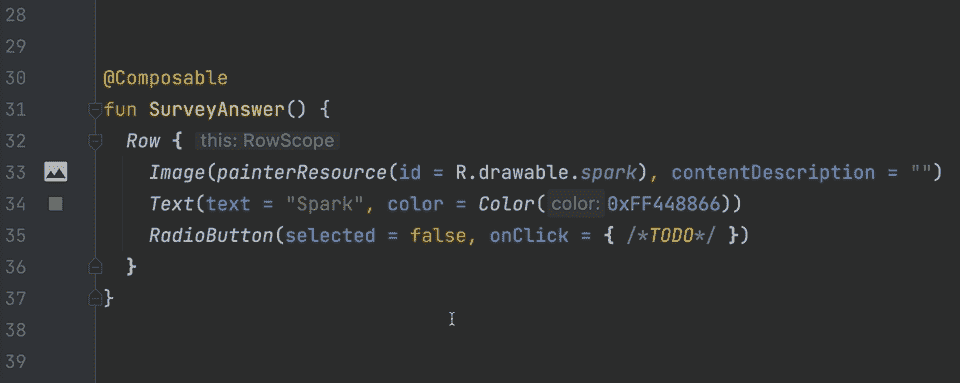 28
29
30 @Composable
31 fun SurveyAnswer() {
32 Row { this: RowScope
33 Image(painterResource(id = R.drawable.spark), contentDescription = "")
34 Text(text = "Spark", color = Color( color: 0xFF448866))
35 RadioButton(selected = false, onClick = { /*TODO*/ })
36 }
37 }
38
39